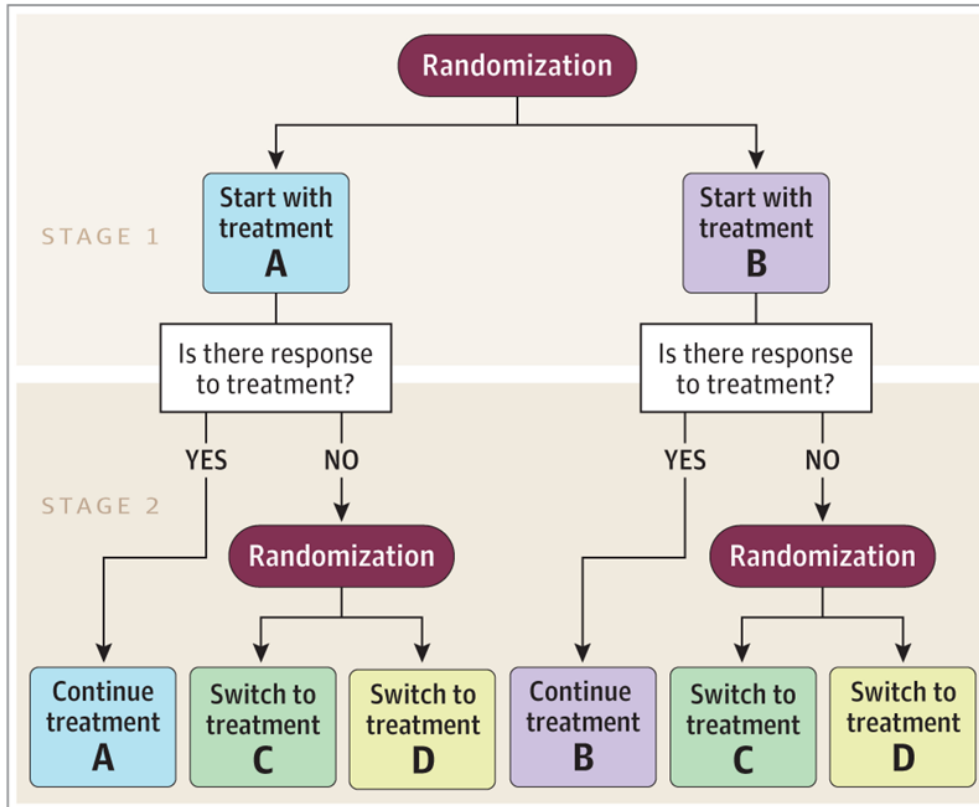 Randomization
Start with
treatment
A
Start with
treatment
B
STAGE 1
Is there response
to treatment?
Is there response
to treatment?
YES
NO
YES
NO
STAGE 2
Randomization
Randomization
Continue
treatment
A
Switch to
treatment
C
Switch to
treatment
D
Continue
treatment
B
Switch to
treatment
C
Switch to
treatment
D